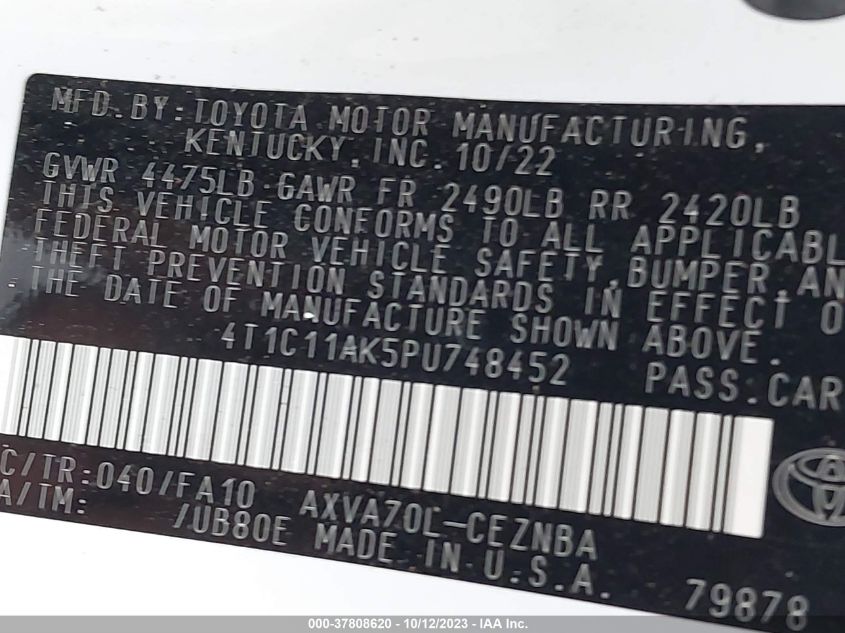 MFD. BY: TOYOTA MOTOR MANUFACTURING,
KENTUCKY, INC. 10/22
GVWR 4475LB GAWR FR 2490LB RR 2420LB
THIS VEHICLE CONFORMS TO ALL APPLICABL
FEDERAL MOTOR VEHICLE SAFETY, BUMPER, AN
THEFT PREVENTION STANDARDS IN EFFECT O
THE DATE OF MANUFACTURE SHOWN ABOVE.
4T1C11AK5PU748452 PASS. CAR
C/TR: 040/FA10 AXVA70L-CEZNBA
A/TM: /UB80E MADE IN U.S.A.
79878
000-37808620 - 10/12/2023 - IAA Inc.